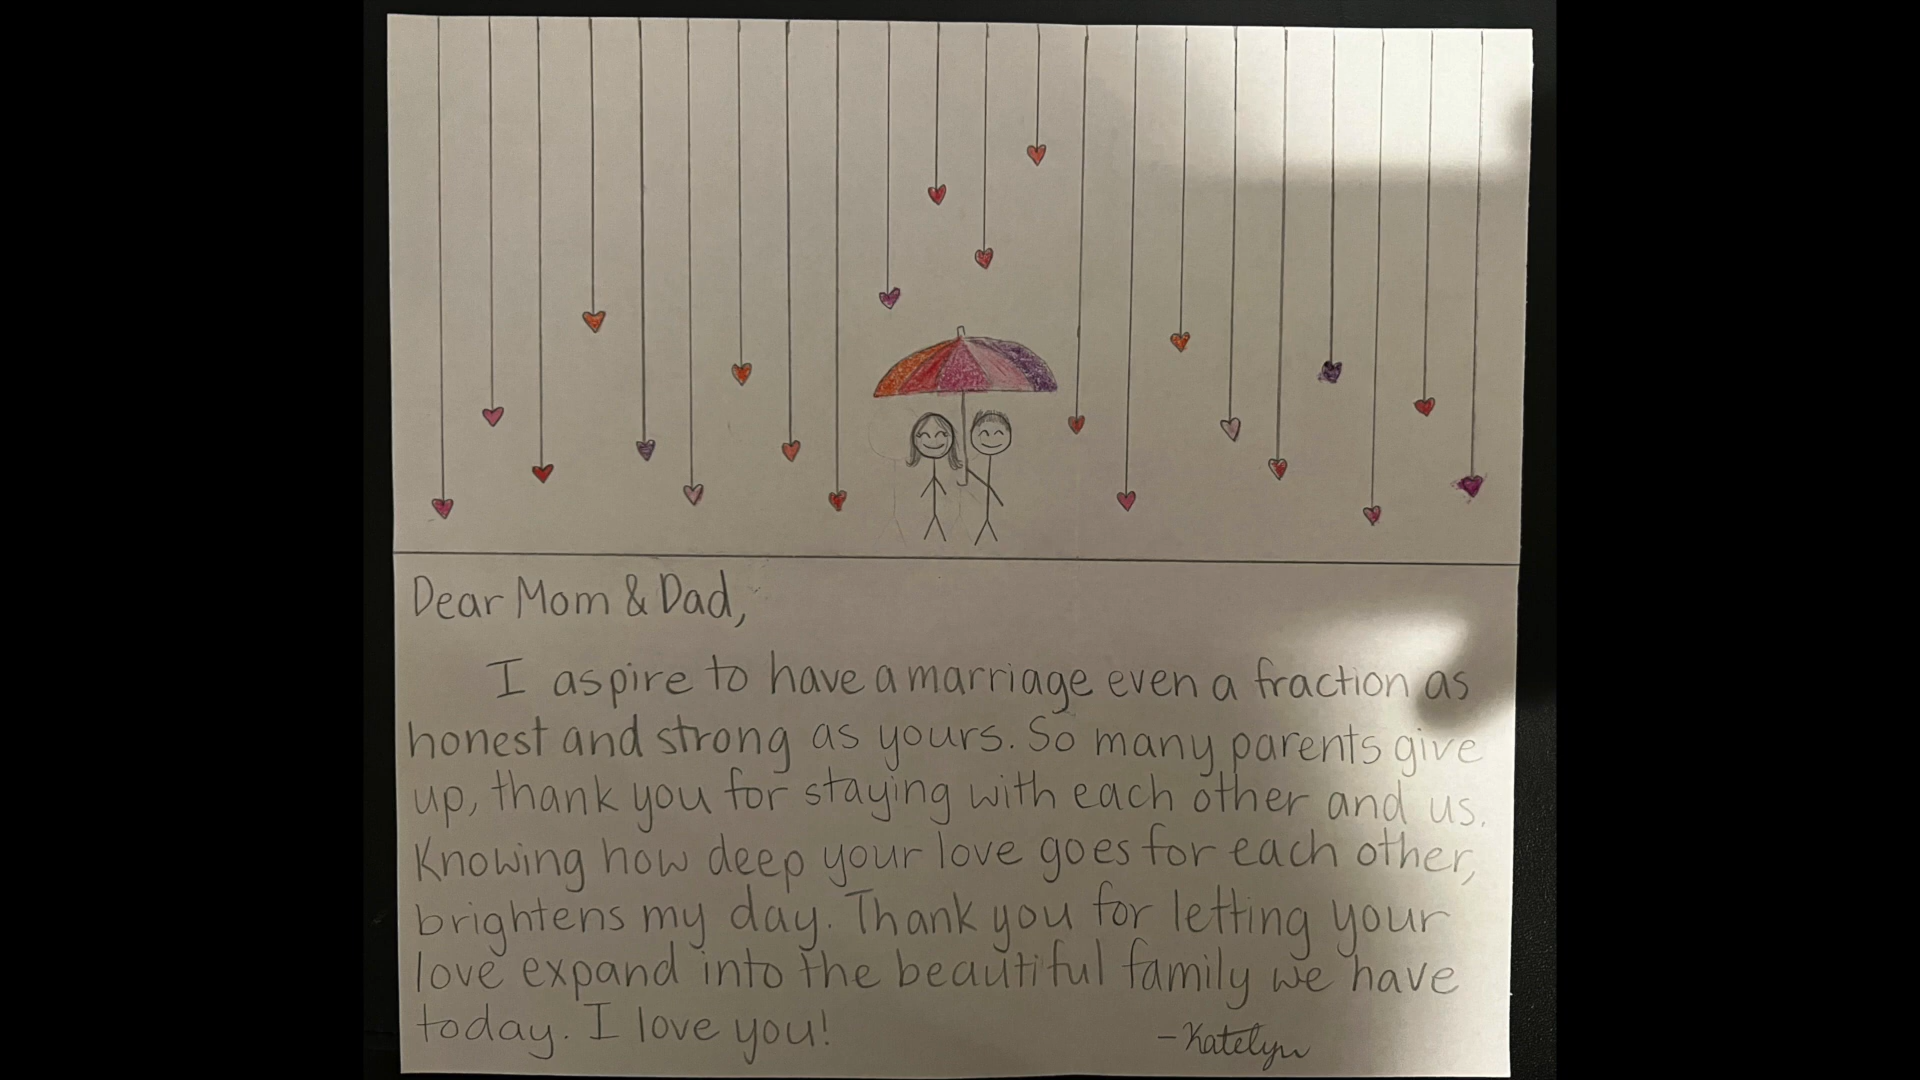 Dear Mom & Dad,
I aspire to have a marriage even a fraction as
honest and strong as yours. So many parents give
up, thank you for staying with each other and us.
Knowing how deep your love goes for each other,
brightens my day. Thank you for letting your
love expand into the beautiful family we have
today. I love you!
-Katelyn